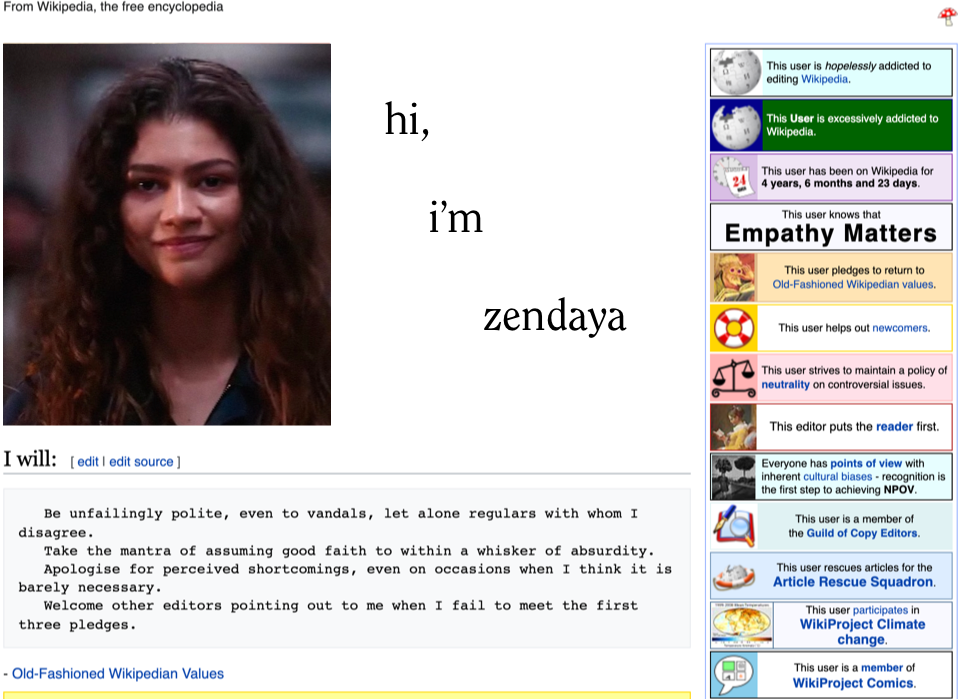 From Wikipedia, the free encyclopedia
hi,
i’m
zendaya
I will: [ edit | edit source ]
Be unfailingly polite, even to vandals, let alone regulars with whom I
disagree.
Take the mantra of assuming good faith to within a whisker of absurdity.
Apologise for perceived shortcomings, even on occasions when I think it is
barely necessary.
Welcome other editors pointing out to me when I fail to meet the first
three pledges.
- Old-Fashioned Wikipedian Values
This user is hopelessly addicted to
editing Wikipedia.
This User is excessively addicted to
Wikipedia.
24
This user has been on Wikipedia for
4 years, 6 months and 23 days.
This user knows that
Empathy Matters
This user pledges to return to
Old-Fashioned Wikipedian values.
This user helps out newcomers.
This user strives to maintain a policy of
neutrality on controversial issues.
This editor puts the reader first.
Everyone has points of view with
inherent cultural biases - recognition is
the first step to achieving NPOV.
This user is a member of
the Guild of Copy Editors.
This user rescues articles for the
Article Rescue Squadron.
This user participates in
WikiProject Climate
change.
This user is a member of
WikiProject Comics.